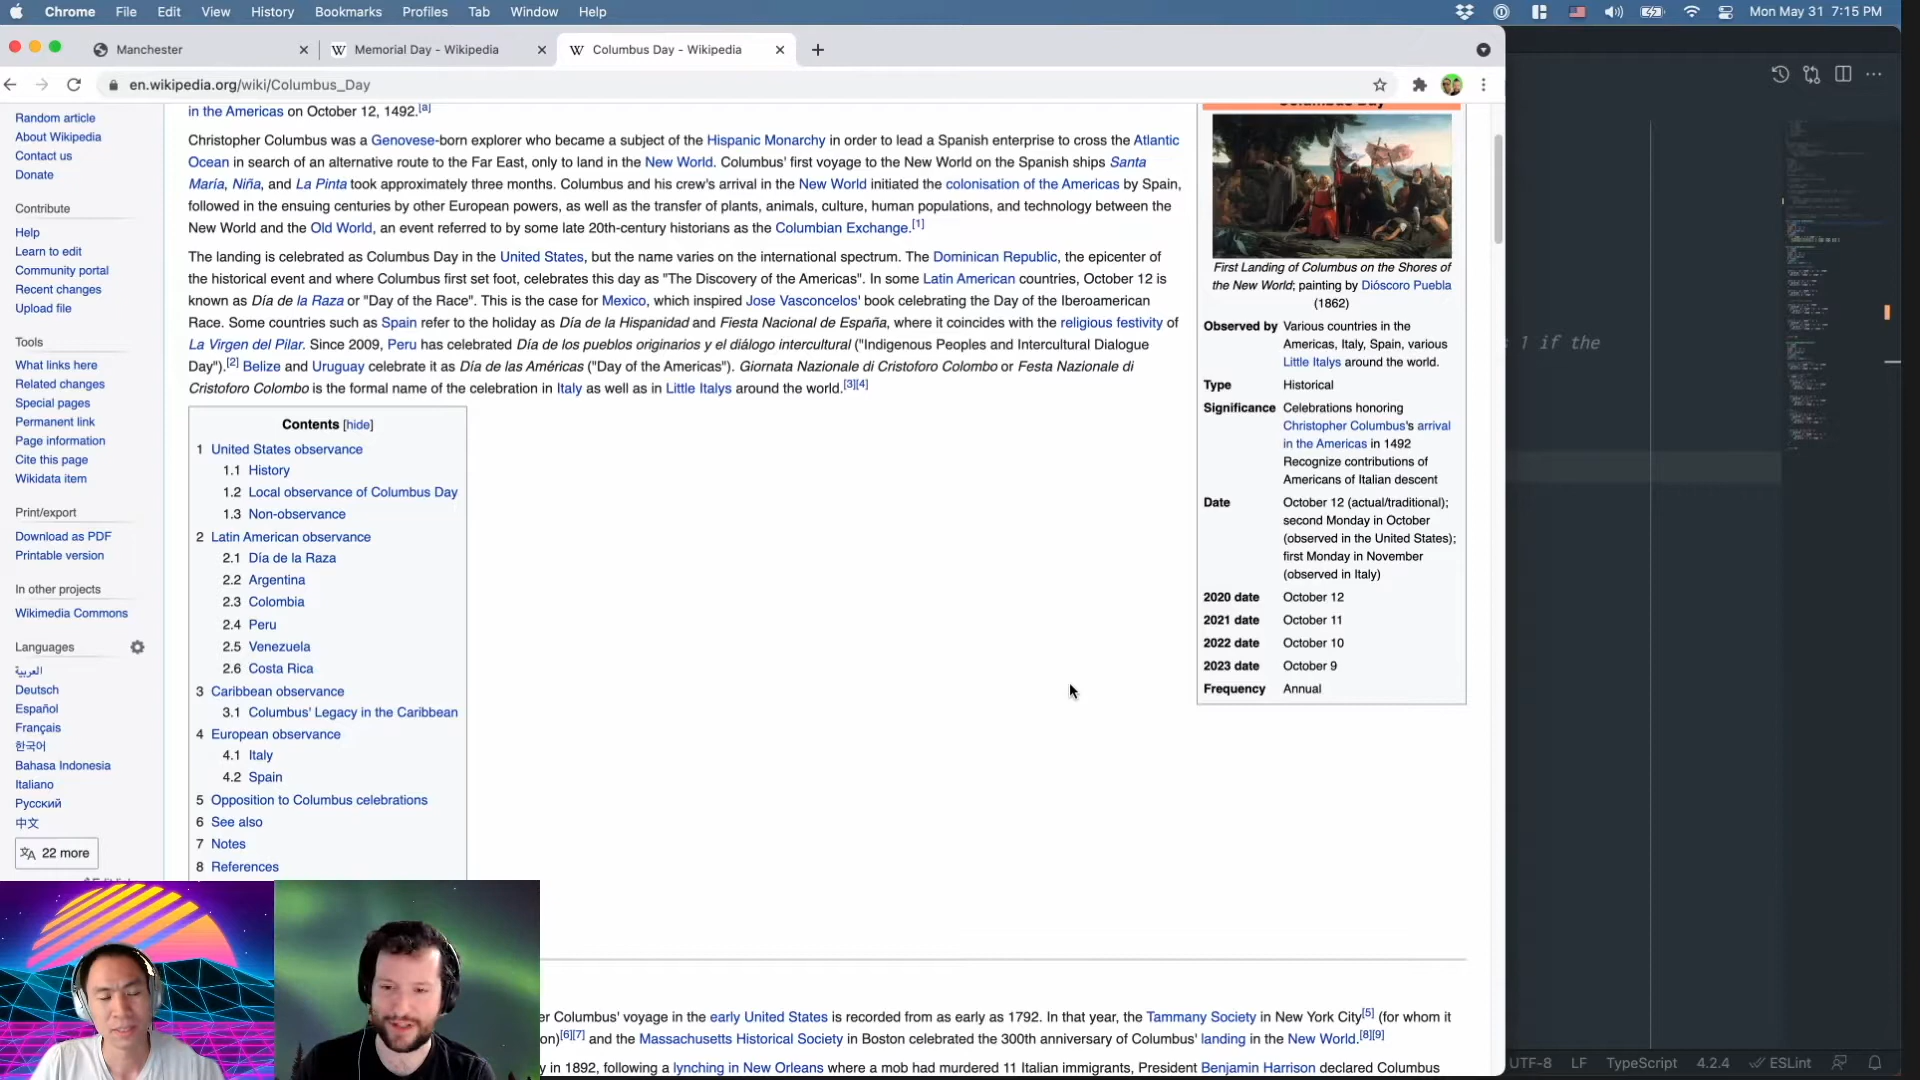 Chrome File Edit View History Bookmarks Profiles Tab Window Help Mon May 31 7:15 PM
Manchester Memorial Day - Wikipedia Columbus Day - Wikipedia
en.wikipedia.org/wiki/Columbus_Day
Random article
About Wikipedia
Contact us
Donate
Contribute
Help
Learn to edit
Community portal
Recent changes
Upload file
Tools
What links here
Related changes
Special pages
Permanent link
Page information
Cite this page
Wikidata item
Print/export
Download as PDF
Printable version
In other projects
Wikimedia Commons
Languages
العربية
Deutsch
Español
Français
한국어
Bahasa Indonesia
Italiano
Русский
中文
22 more
in the Americas on October 12, 1492.[a]
Christopher Columbus was a Genovese-born explorer who became a subject of the Hispanic Monarchy in order to lead a Spanish enterprise to cross the Atlantic
Ocean in search of an alternative route to the Far East, only to land in the New World. Columbus' first voyage to the New World on the Spanish ships Santa
María, Niña, and La Pinta took approximately three months. Columbus and his crew's arrival in the New World initiated the colonisation of the Americas by Spain,
followed in the ensuing centuries by other European powers, as well as the transfer of plants, animals, culture, human populations, and technology between the
New World and the Old World, an event referred to by some late 20th-century historians as the Columbian Exchange.[1]
The landing is celebrated as Columbus Day in the United States, but the name varies on the international spectrum. The Dominican Republic, the epicenter of
the historical event and where Columbus first set foot, celebrates this day as "The Discovery of the Americas". In some Latin American countries, October 12 is
known as Día de la Raza or "Day of the Race". This is the case for Mexico, which inspired Jose Vasconcelos' book celebrating the Day of the Iberoamerican
Race. Some countries such as Spain refer to the holiday as Día de la Hispanidad and Fiesta Nacional de España, where it coincides with the religious festivity of
La Virgen del Pilar. Since 2009, Peru has celebrated Día de los pueblos originarios y el diálogo intercultural ("Indigenous Peoples and Intercultural Dialogue
Day").[2] Belize and Uruguay celebrate it as Día de las Américas ("Day of the Americas"). Giornata Nazionale di Cristoforo Colombo or Festa Nazionale di
Cristoforo Colombo is the formal name of the celebration in Italy as well as in Little Italys around the world.[3][4]
Contents [hide]
1 United States observance
1.1 History
1.2 Local observance of Columbus Day
1.3 Non-observance
2 Latin American observance
2.1 Día de la Raza
2.2 Argentina
2.3 Colombia
2.4 Peru
2.5 Venezuela
2.6 Costa Rica
3 Caribbean observance
3.1 Columbus' Legacy in the Caribbean
4 European observance
4.1 Italy
4.2 Spain
5 Opposition to Columbus celebrations
6 See also
7 Notes
8 References
First Landing of Columbus on the Shores of
the New World; painting by Dióscoro Puebla
(1862)
Observed by Various countries in the
Americas, Italy, Spain, various
Little Italys around the world.
Type Historical
Significance Celebrations honoring
Christopher Columbus's arrival
in the Americas in 1492
Recognize contributions of
Americans of Italian descent
Date October 12 (actual/traditional);
second Monday in October
(observed in the United States);
first Monday in November
(observed in Italy)
2020 date October 12
2021 date October 11
2022 date October 10
2023 date October 9
Frequency Annual
er Columbus' voyage in the early United States is recorded from as early as 1792. In that year, the Tammany Society in New York City[5] (for whom it
on)[6][7] and the Massachusetts Historical Society in Boston celebrated the 300th anniversary of Columbus' landing in the New World.[8][9]
y in 1892, following a lynching in New Orleans where a mob had murdered 11 Italian immigrants, President Benjamin Harrison declared Columbus
1 if the
UTF-8 LF TypeScript 4.2.4 ESLint